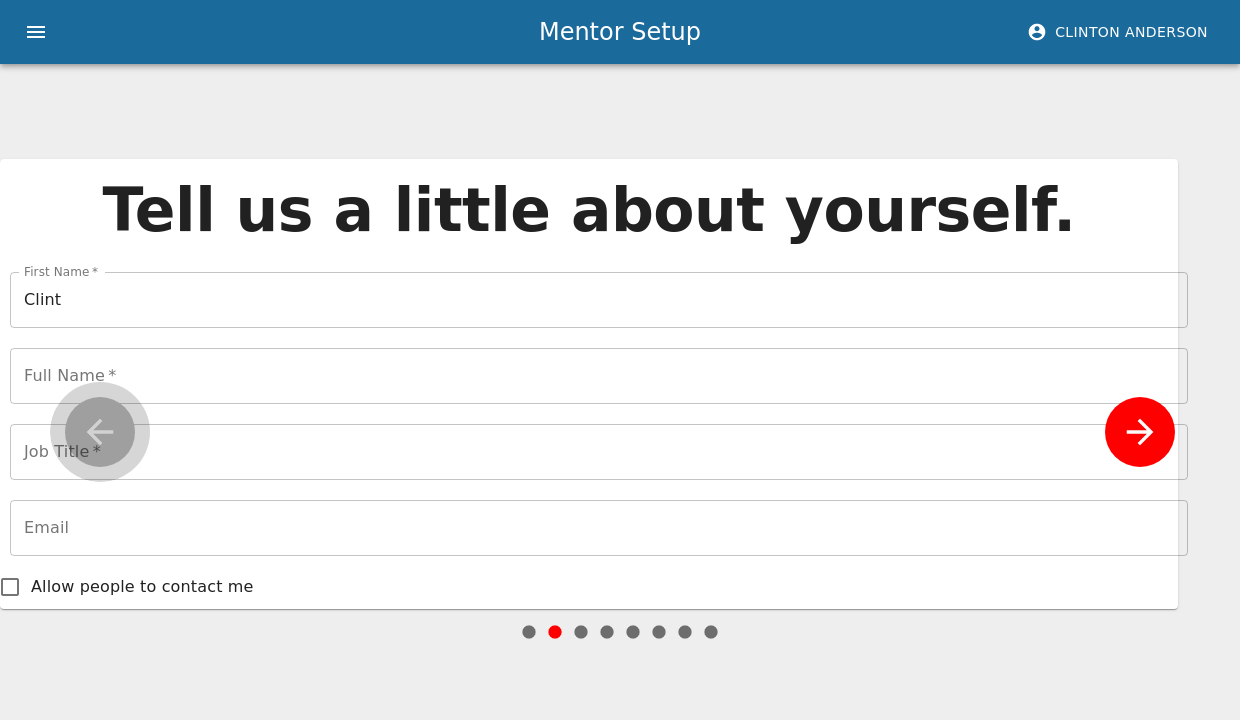 Mentor Setup
CLINTON ANDERSON
Tell us a little about yourself.
First Name *
Clint
Full Name *
Job Title *
Email
Allow people to contact me